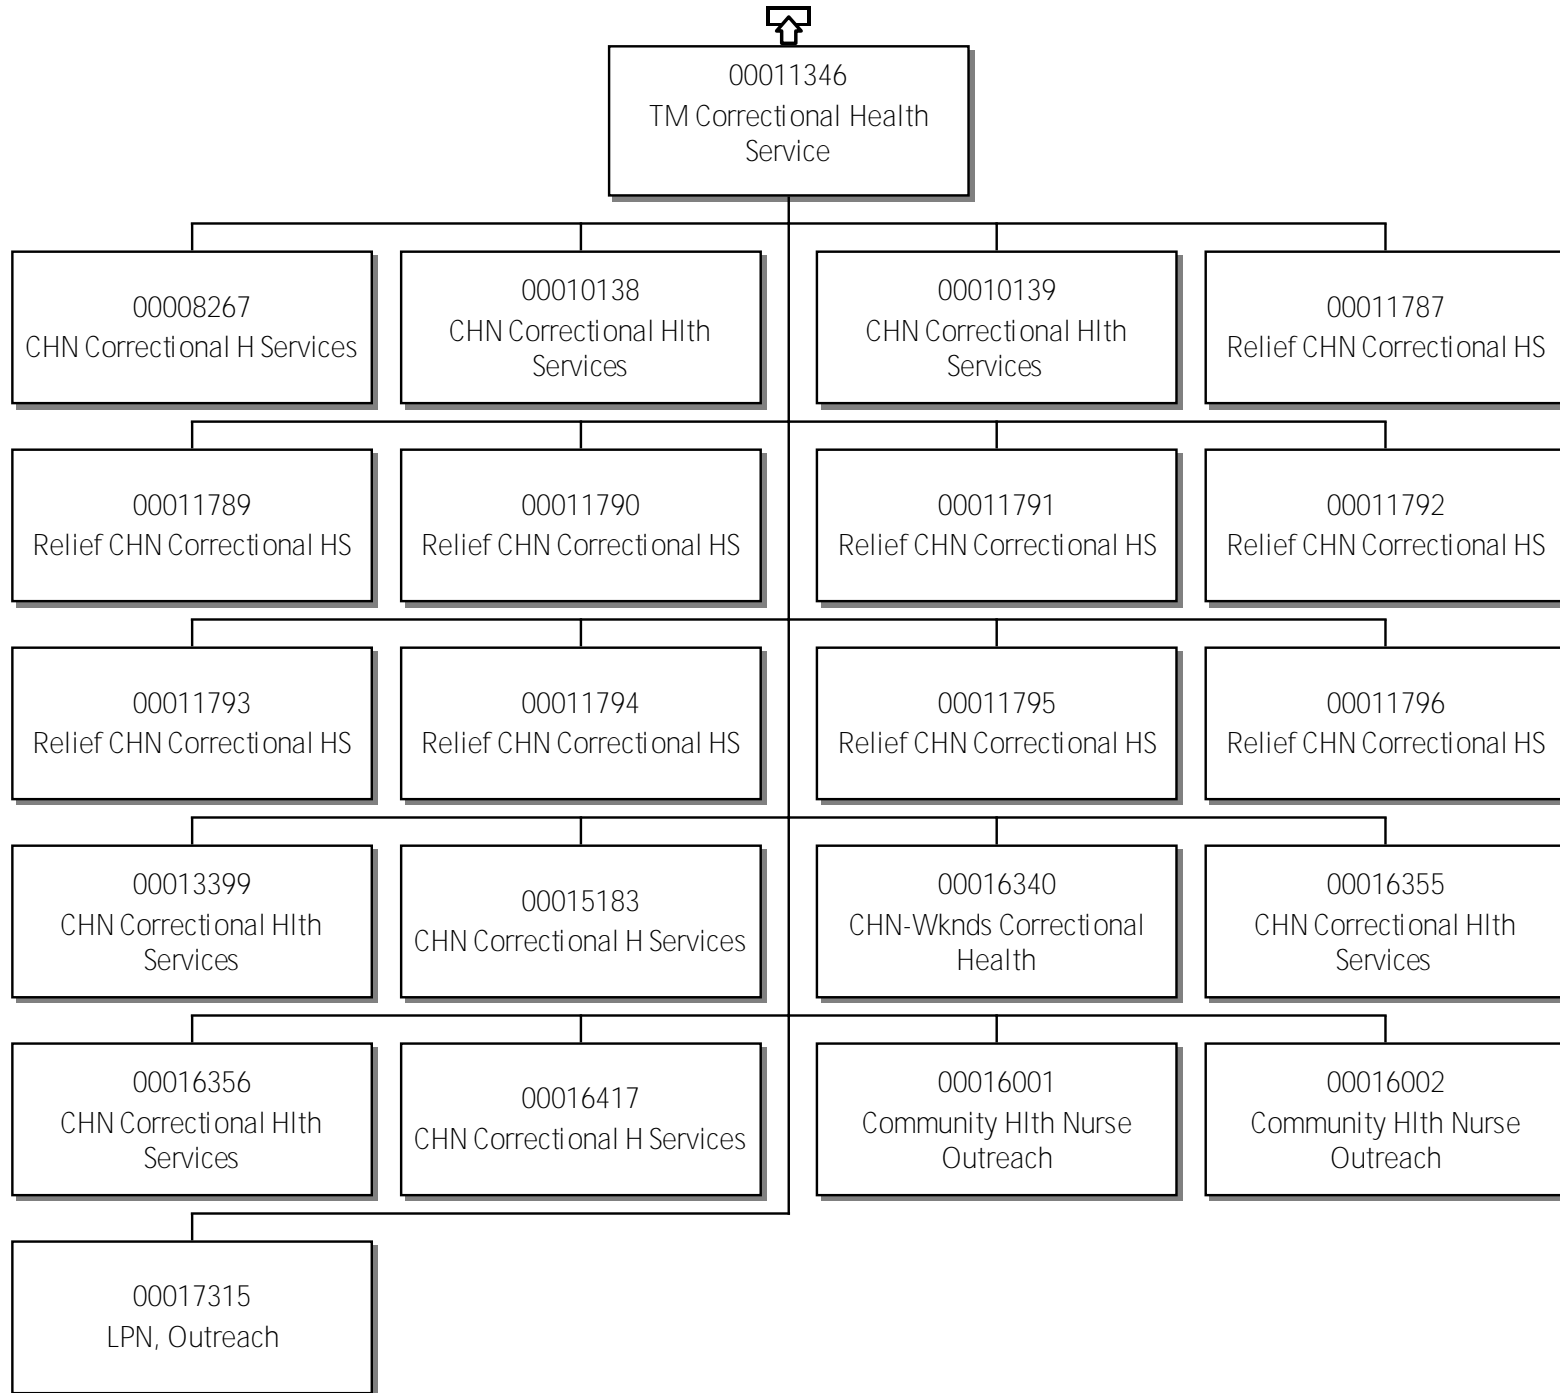 00011346
TM Correctional Health
Service
00008267
CHN Correctional H Services
00010138
CHN Correctional Hlth
Services
00010139
CHN Correctional Hlth
Services
00011787
Relief CHN Correctional HS
00011789
Relief CHN Correctional HS
00011790
Relief CHN Correctional HS
00011791
Relief CHN Correctional HS
00011792
Relief CHN Correctional HS
00011793
Relief CHN Correctional HS
00011794
Relief CHN Correctional HS
00011795
Relief CHN Correctional HS
00011796
Relief CHN Correctional HS
00013399
CHN Correctional Hlth
Services
00015183
CHN Correctional H Services
00016340
CHN-Wknds Correctional
Health
00016355
CHN Correctional Hlth
Services
00016356
CHN Correctional Hlth
Services
00016417
CHN Correctional H Services
00016001
Community Hlth Nurse
Outreach
00016002
Community Hlth Nurse
Outreach
00017315
LPN, Outreach